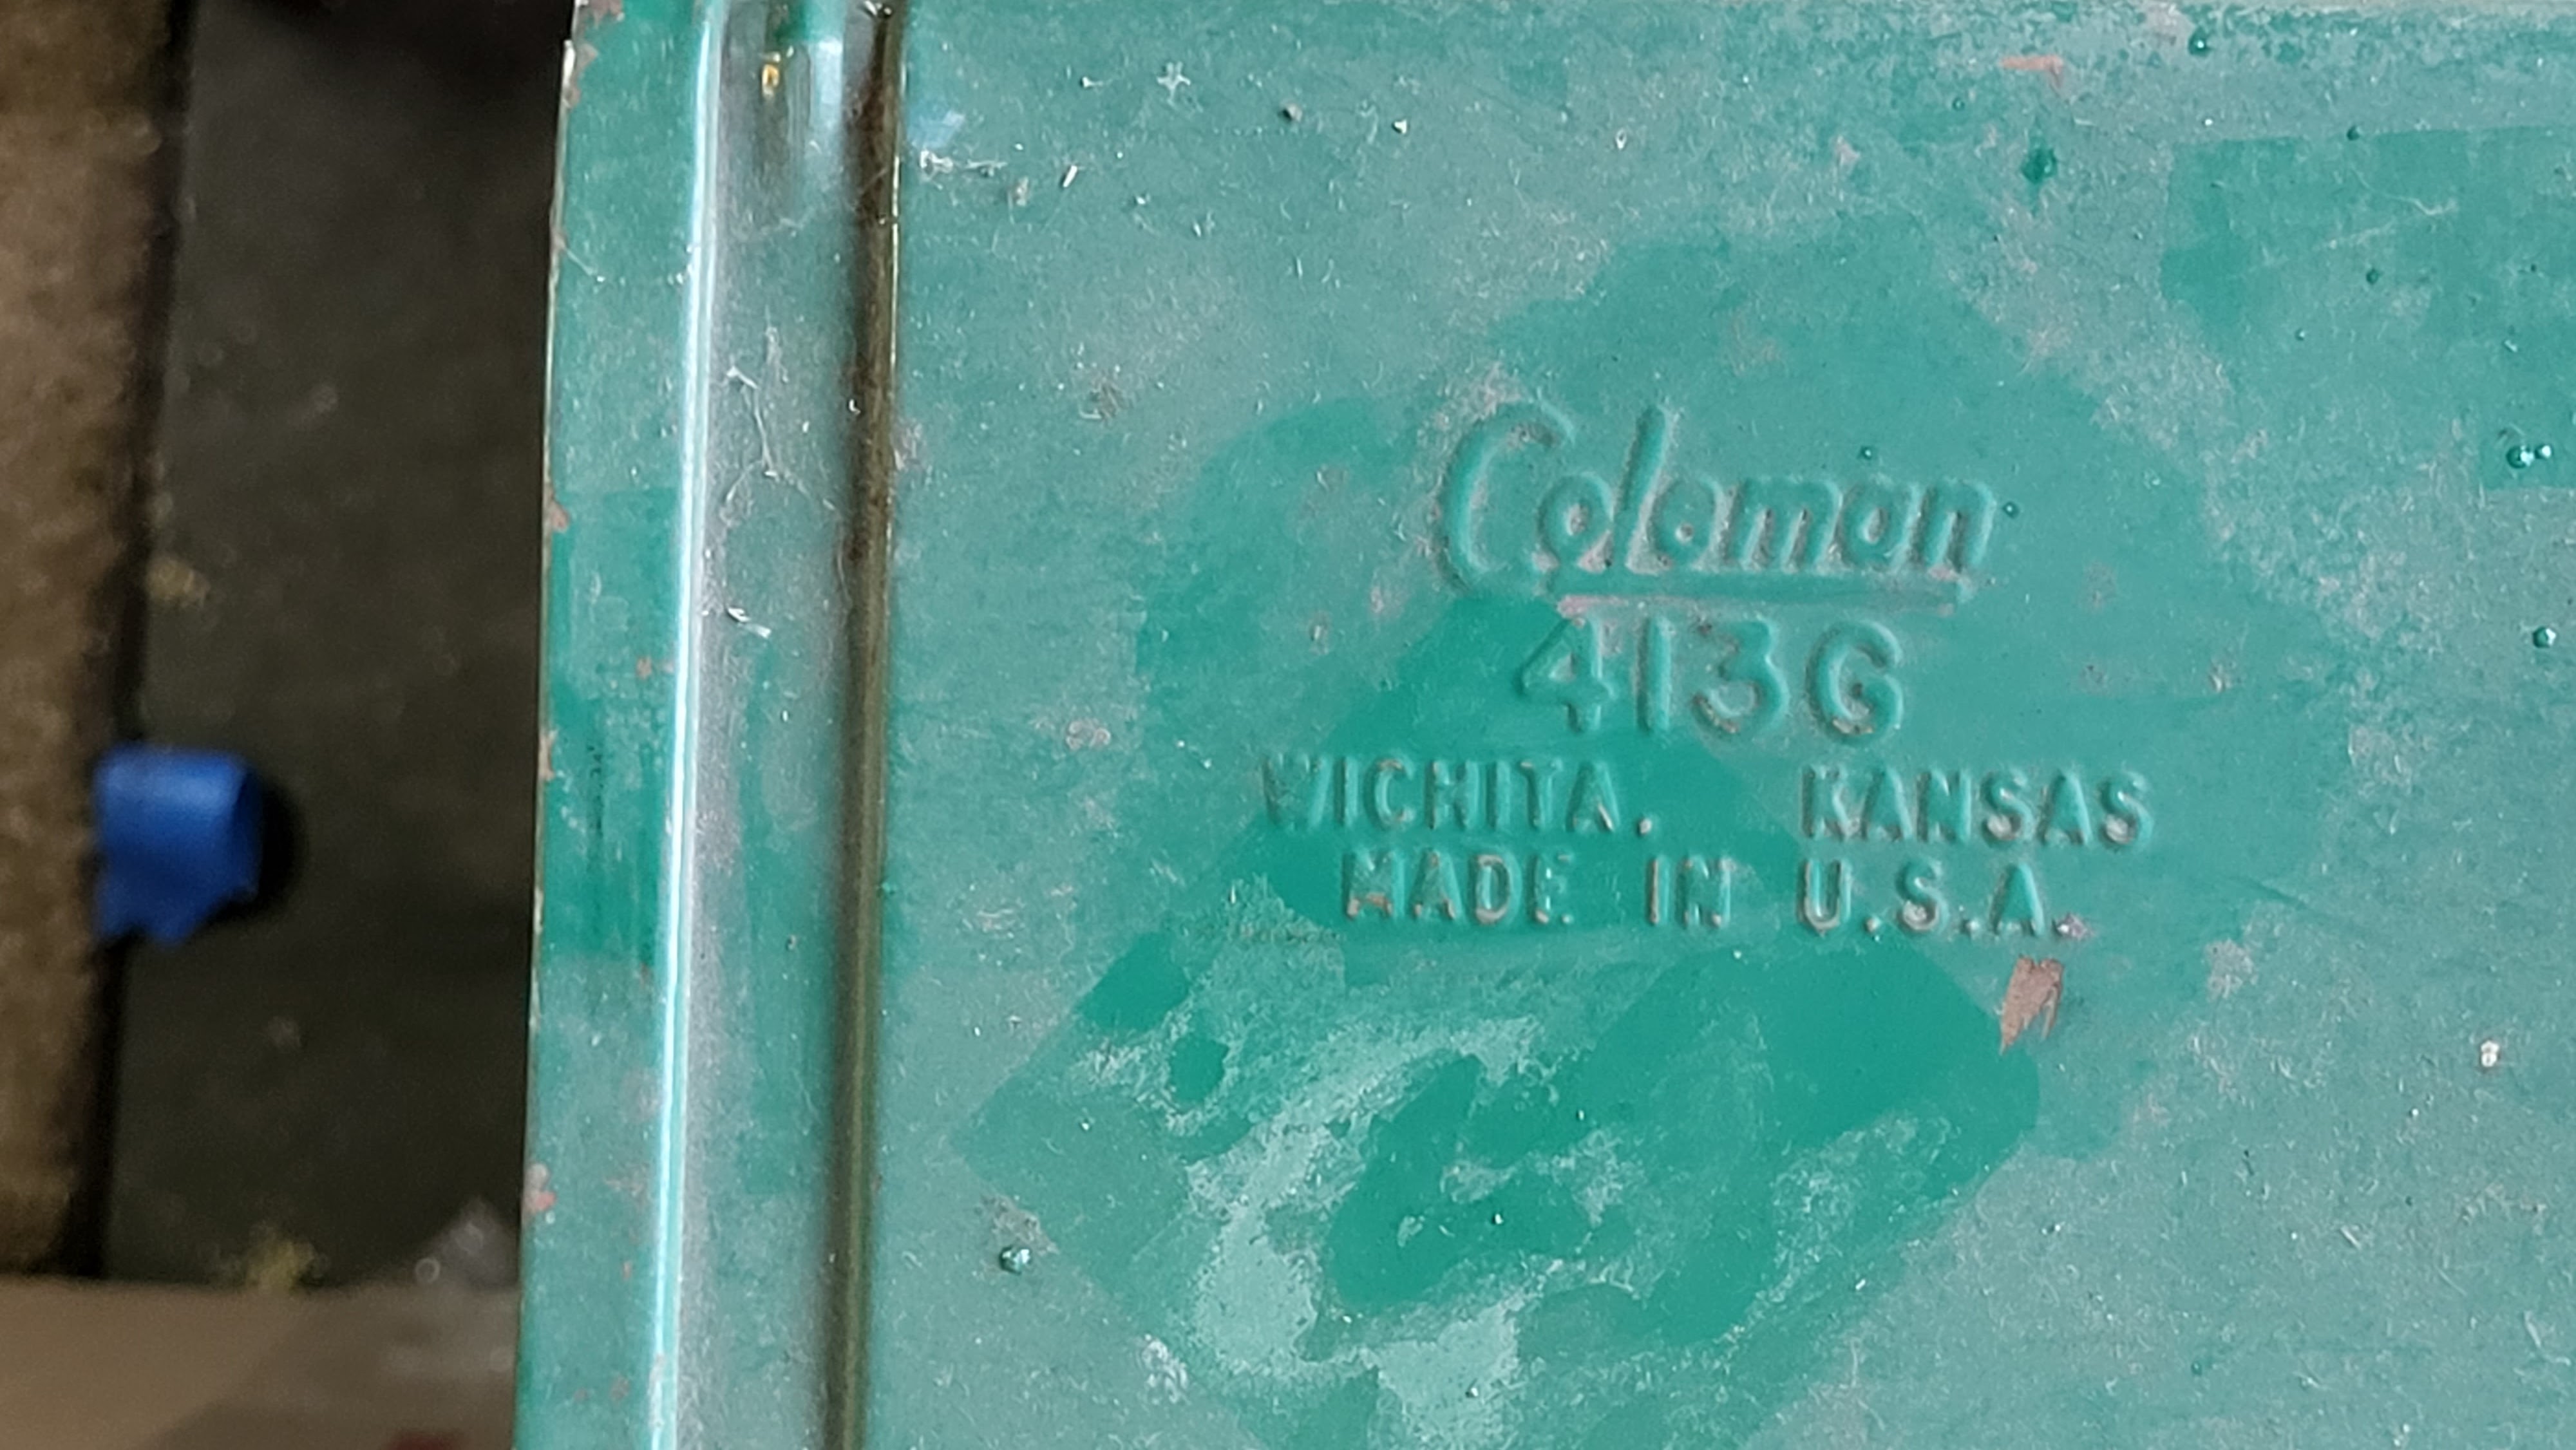 Coleman
413G
WICHITA, KANSAS
MADE IN U.S.A.